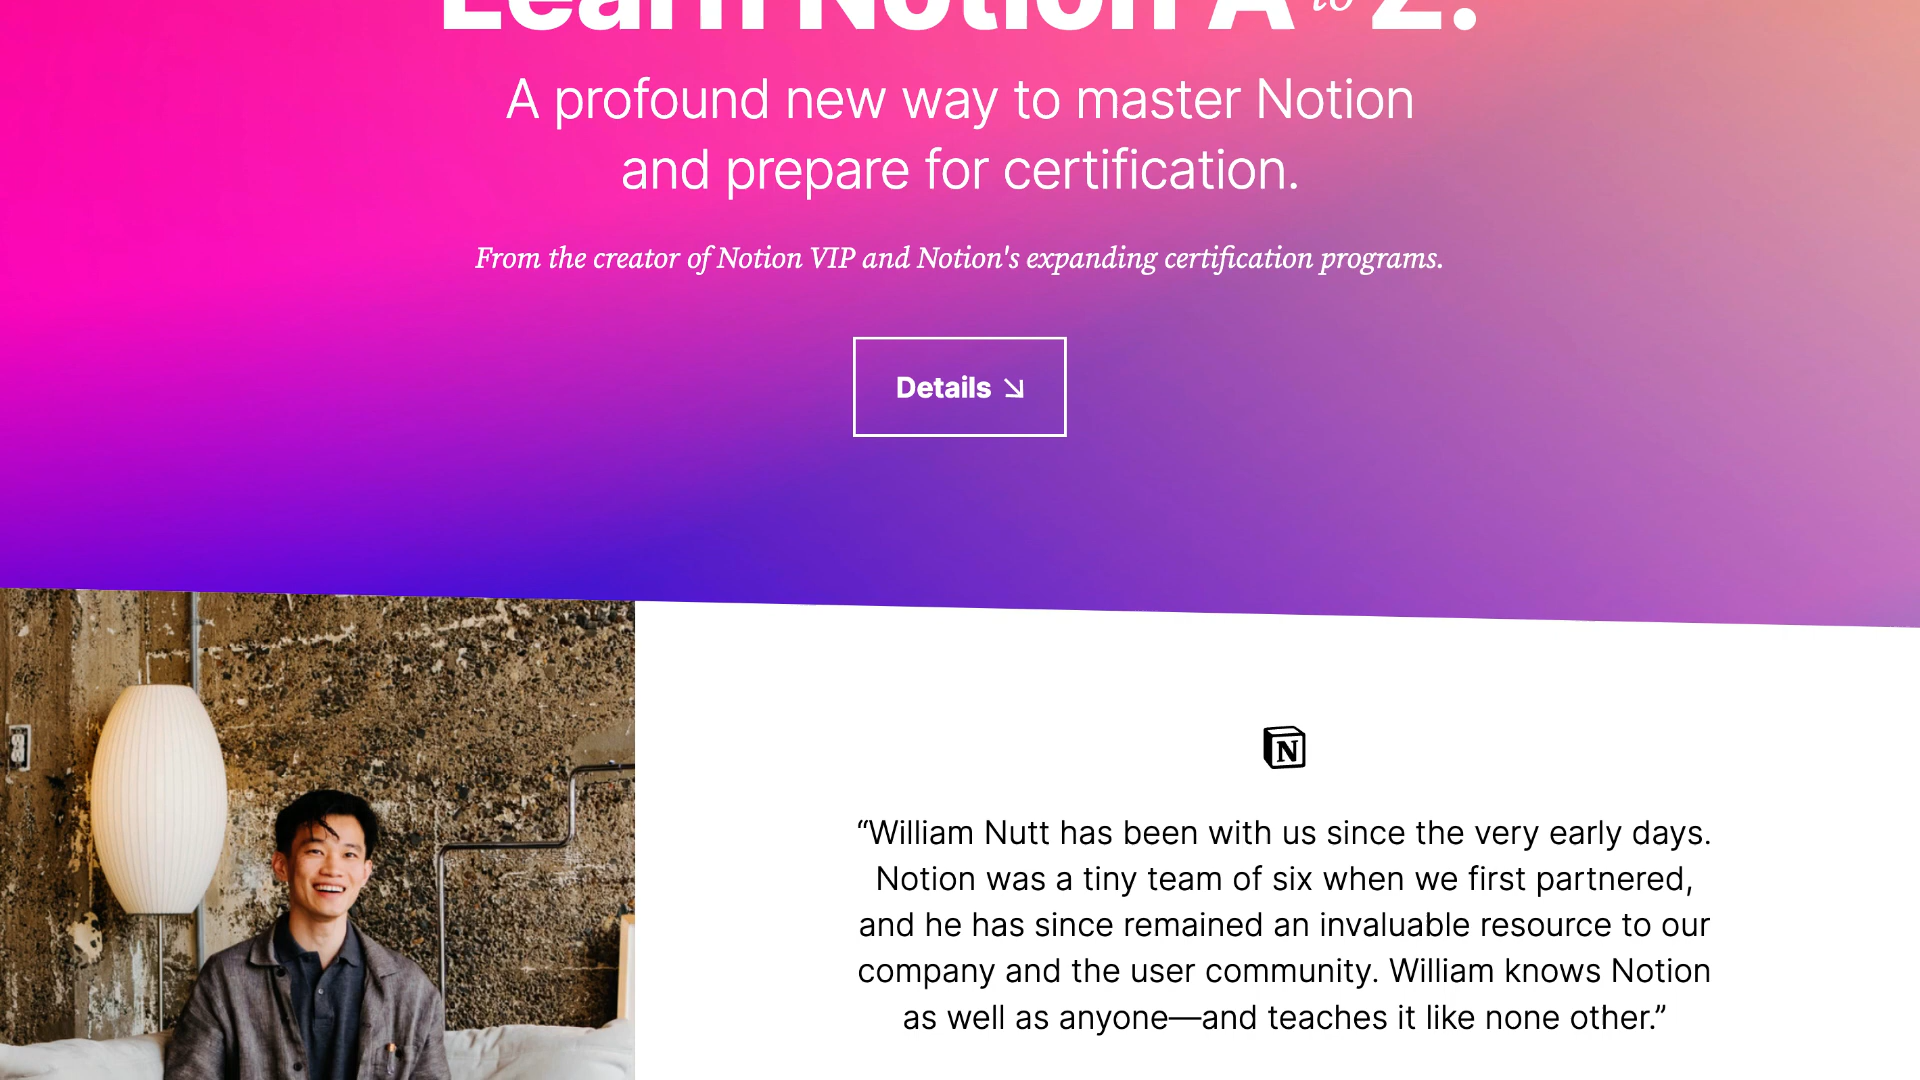 Learn Notion A to Z.
A profound new way to master Notion
and prepare for certification.
From the creator of Notion VIP and Notion's expanding certification programs.
Details ↘
N
“William Nutt has been with us since the very early days.
Notion was a tiny team of six when we first partnered,
and he has since remained an invaluable resource to our
company and the user community. William knows Notion
as well as anyone—and teaches it like none other.”